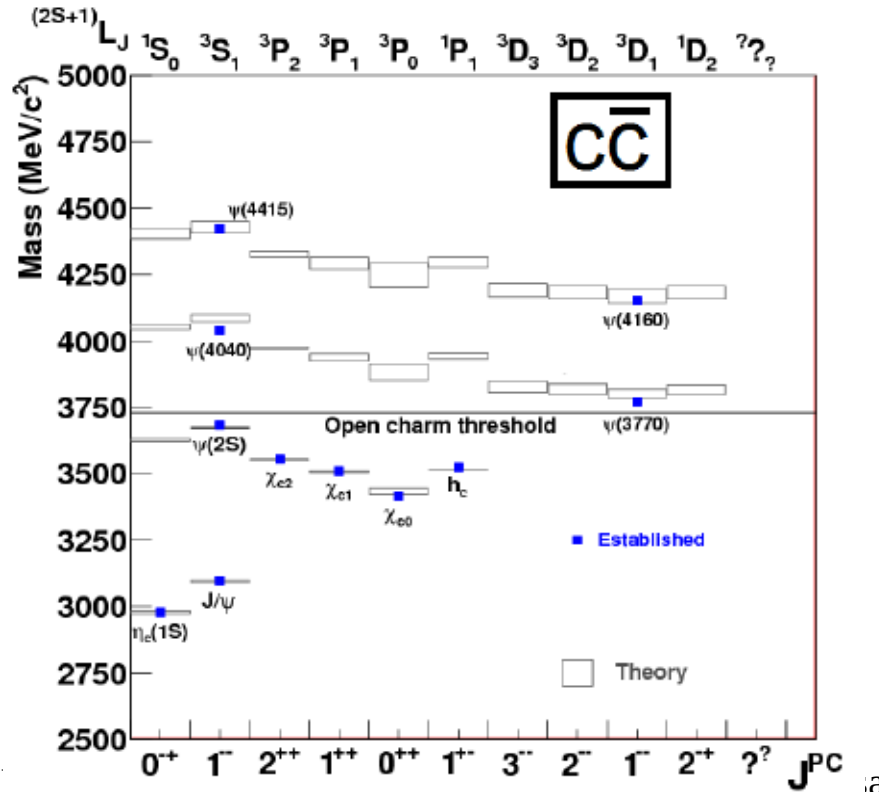 (2S+1)L_J ¹S₀ ³S₁ ³P₂ ³P₁ ³P₀ ¹P₁ ³D₃ ³D₂ ³D₁ ¹D₂ ???
Mass (MeV/c²)
5000
cc̅
4750
4500
ψ(4415)
4250
ψ(4160)
4000
ψ(4040)
3750
Open charm threshold
ψ(3770)
ψ(2S)
3500
χc2
χc1
hc
χc0
3250
Established
3000
J/ψ
ηc(1S)
2750
Theory
2500
0⁻⁺ 1⁻⁻ 2⁺⁺ 1⁺⁺ 0⁺⁺ 1⁺⁻ 3⁻⁻ 2⁻⁻ 1⁻⁻ 2⁻⁺ ?^? J^PC